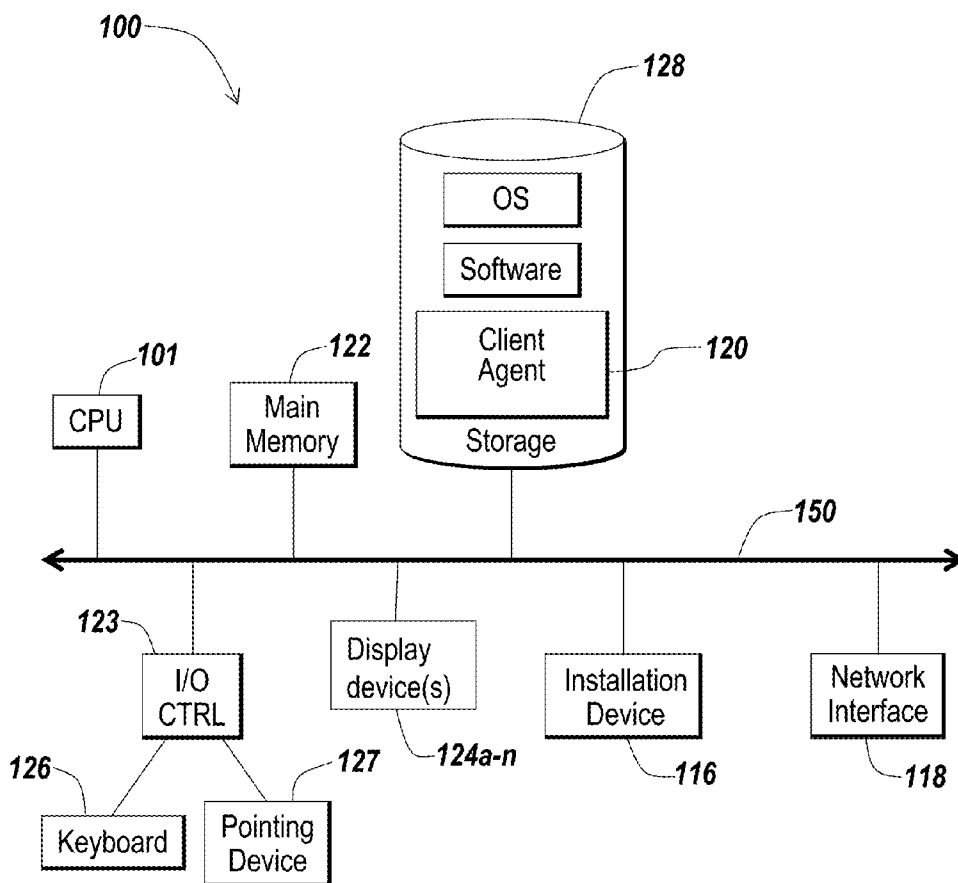 100
128
OS
Software
Client
Agent
120
Storage
101
CPU
122
Main
Memory
150
123
I/O
CTRL
Display
device(s)
124a-n
Installation
Device
116
Network
Interface
118
126
Keyboard
127
Pointing
Device